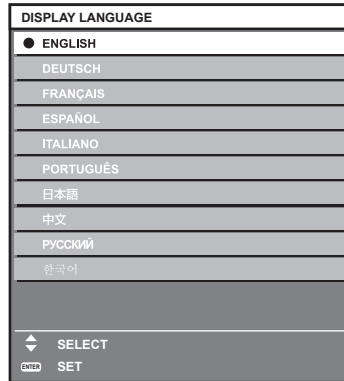 DISPLAY LANGUAGE
ENGLISH
DEUTSCH
FRANÇAIS
ESPAÑOL
ITALIANO
PORTUGUÊS
日本語
中文
РУССКИЙ
한국어
SELECT
ENTER SET